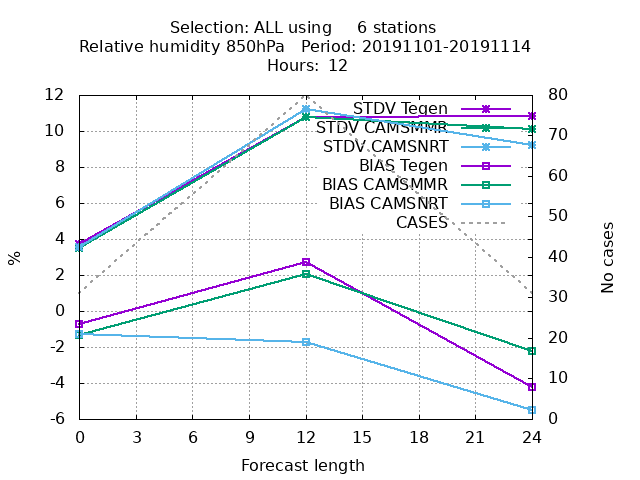 Selection: ALL using 6 stations
Relative humidity 850hPa Period: 20191101-20191114
Hours: 12
12
10
8
6
4
2
0
-2
-4
-6
%
80
70
60
50
40
30
20
10
0
No cases
STDV Tegen
STDV CAMSMMR
STDV CAMSNRT
BIAS Tegen
BIAS CAMSMMR
BIAS CAMSNRT
CASES
0 3 6 9 12 15 18 21 24
Forecast length